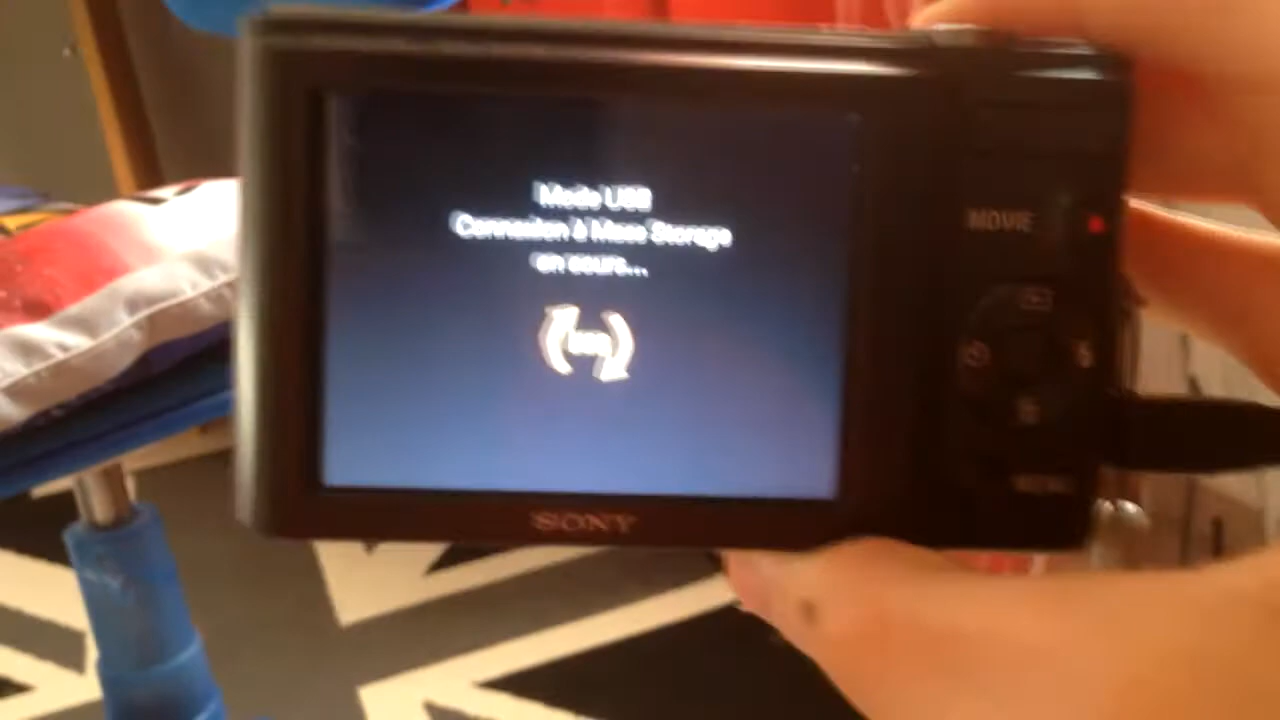 Mode USB
Connexion à Mass Storage
en cours...
MOVIE
MENU
SONY